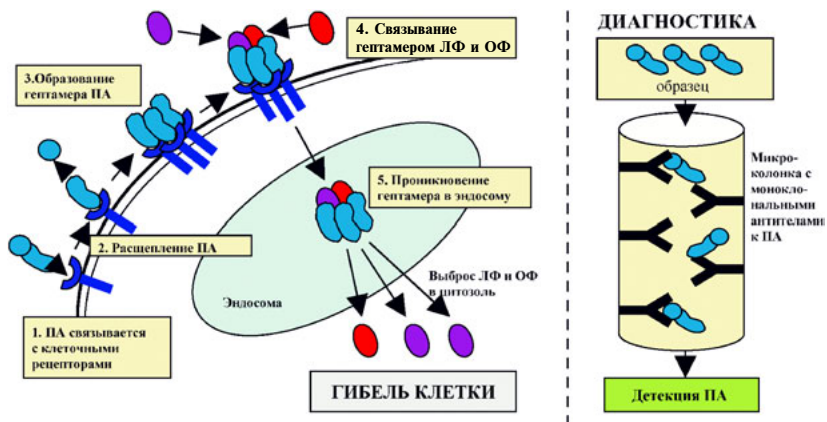 4. Связывание
гептамером ЛФ и ОФ
3.Образование
гептамера ПА
2. Расщепление ПА
1. ПА связывается
с клеточными
рецепторами
5. Проникновение
гептамера в эндосому
Эндосома
Выброс ЛФ и ОФ
в цитозоль
ГИБЕЛЬ КЛЕТКИ
ДИАГНОСТИКА
образец
Микро-
колонка с
монокло-
нальными
антителами
к ПА
Детекция ПА